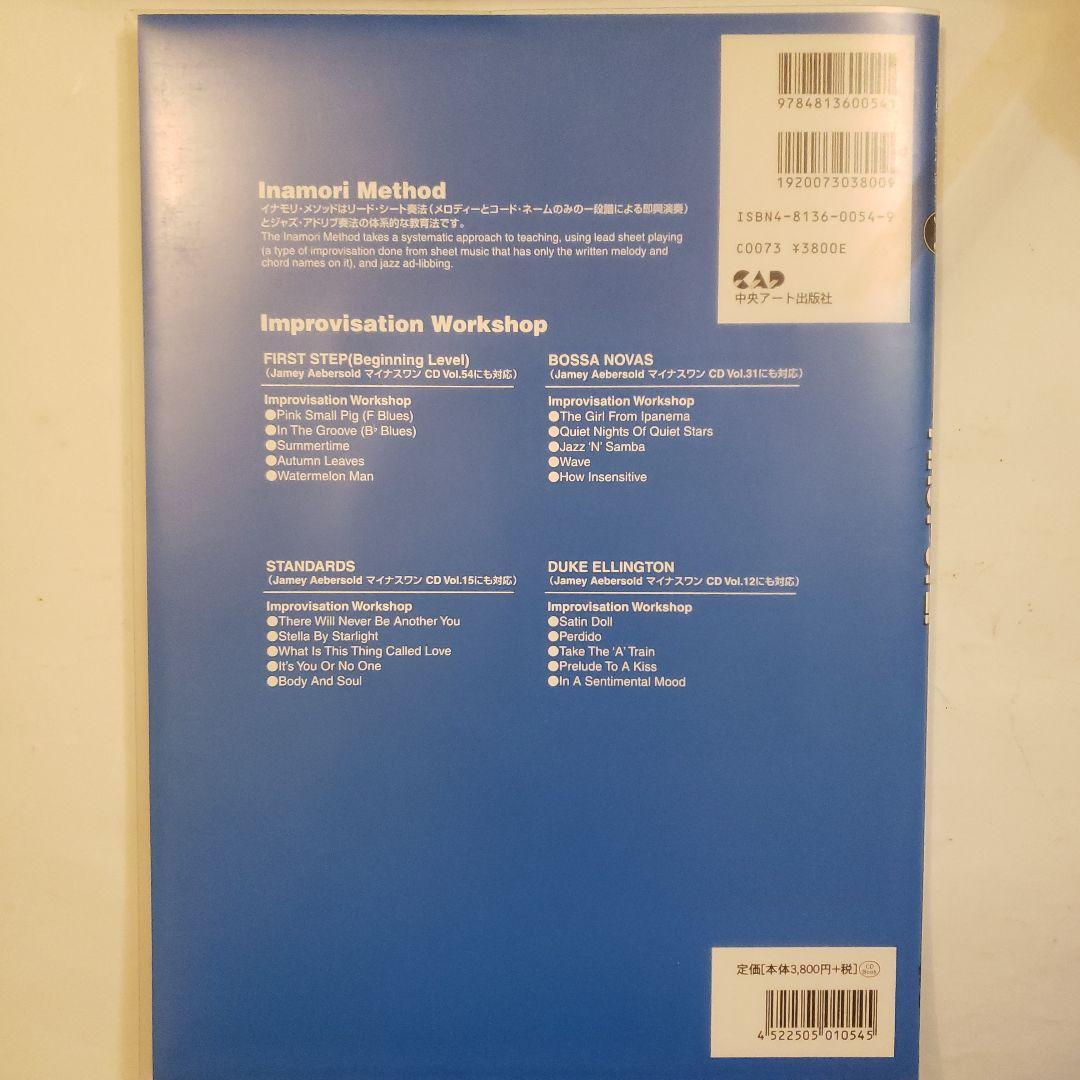 9784813600541
1920073038009
ISBN4-8136-0054-9
C0073 ¥3800E
CAD
中央アート出版社
Inamori Method
イナモリ・メソッドはリード・シート奏法(メロディーとコード・ネームのみの一段譜による即興演奏)
とジャズ・アドリブ奏法の体系的な教育法です。
The Inamori Method takes a systematic approach to teaching, using lead sheet playing
(a type of improvisation done from sheet music that has only the written melody and
chord names on it), and jazz ad-libbing.
Improvisation Workshop
FIRST STEP(Beginning Level)
(Jamey Aebersold マイナスワン CD Vol.54にも対応)
Improvisation Workshop
●Pink Small Pig (F Blues)
●In The Groove (B♭ Blues)
●Summertime
●Autumn Leaves
●Watermelon Man
BOSSA NOVAS
(Jamey Aebersold マイナスワン CD Vol.31にも対応)
Improvisation Workshop
●The Girl From Ipanema
●Quiet Nights Of Quiet Stars
●Jazz ‘N’ Samba
●Wave
●How Insensitive
STANDARDS
(Jamey Aebersold マイナスワン CD Vol.15にも対応)
Improvisation Workshop
●There Will Never Be Another You
●Stella By Starlight
●What Is This Thing Called Love
●It’s You Or No One
●Body And Soul
DUKE ELLINGTON
(Jamey Aebersold マイナスワン CD Vol.12にも対応)
Improvisation Workshop
●Satin Doll
●Perdido
●Take The ‘A’ Train
●Prelude To A Kiss
●In A Sentimental Mood
定価[本体3,800円+税] CD Book
4 522505 010545